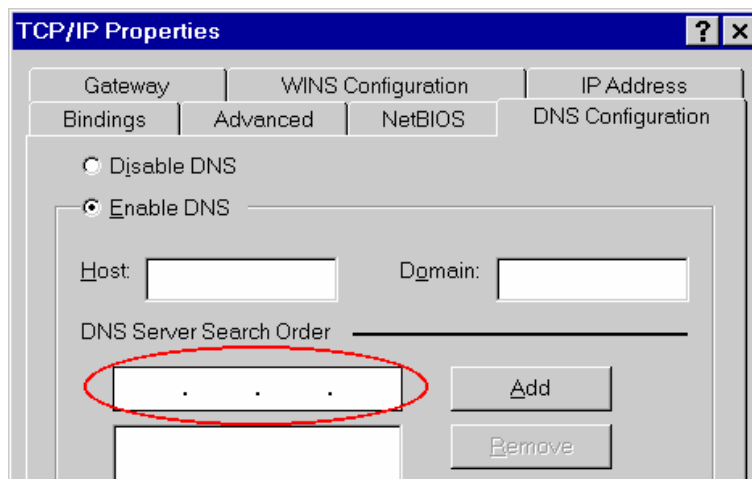 TCP/IP Properties
Gateway WINS Configuration IP Address
Bindings Advanced NetBIOS DNS Configuration
Disable DNS
Enable DNS
Host: Domain:
DNS Server Search Order
. . . Add
Remove